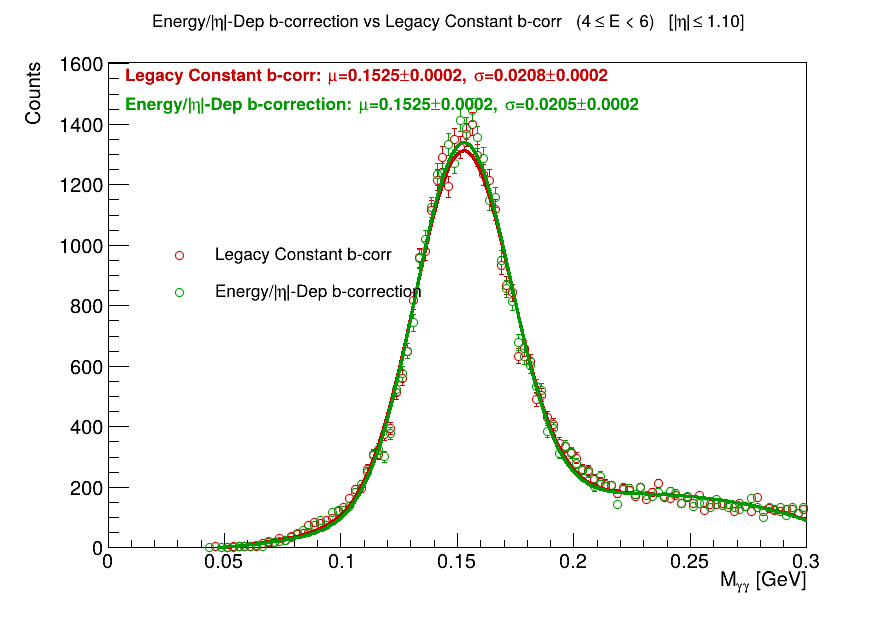 Energy/|η|-Dep b-correction vs Legacy Constant b-corr (4 ≤ E < 6) [|η| ≤ 1.10]
Legacy Constant b-corr: μ=0.1525±0.0002, σ=0.0208±0.0002
Energy/|η|-Dep b-correction: μ=0.1525±0.0002, σ=0.0205±0.0002
Counts
1600
1400
1200
1000
800
600
400
200
0
Legacy Constant b-corr
Energy/|η|-Dep b-correction
0 0.05 0.1 0.15 0.2 0.25 0.3
Mγγ [GeV]